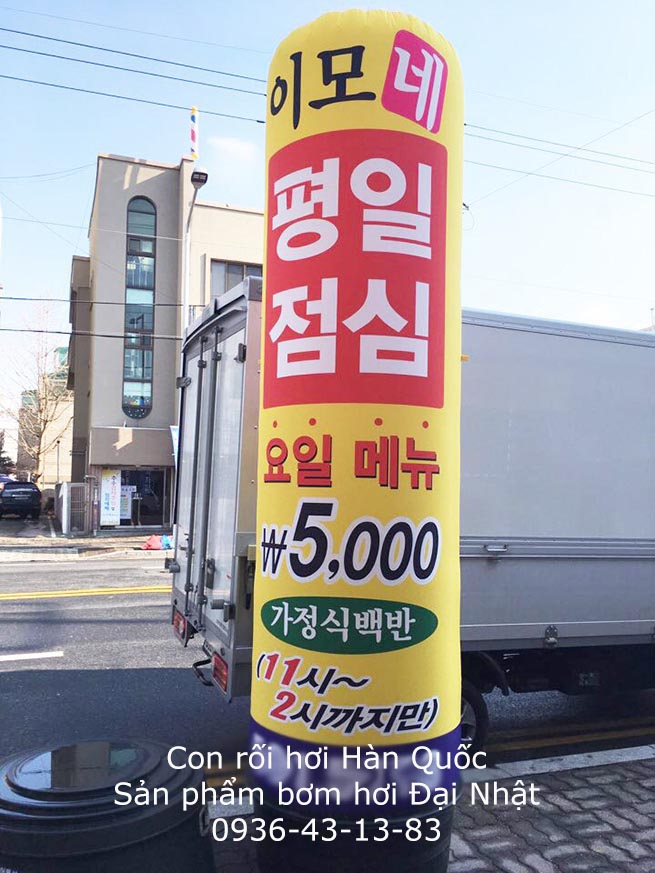 이모네
평일
점심
요일 메뉴
₩5,000
가정식백반
(11시~
2시까지만)
Con rối hơi Hàn Quốc
Sản phẩm bơm hơi Đại Nhật
0936-43-13-83